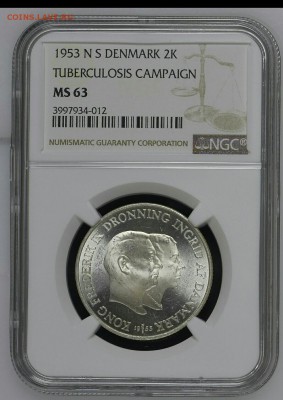 1953 N S DENMARK 2K
TUBERCULOSIS CAMPAIGN
MS 63
3997934-012
NUMISMATIC GUARANTY CORPORATION
NGC®
KONG FREDERIK IX DRONNING INGRID AF DANMARK
1953